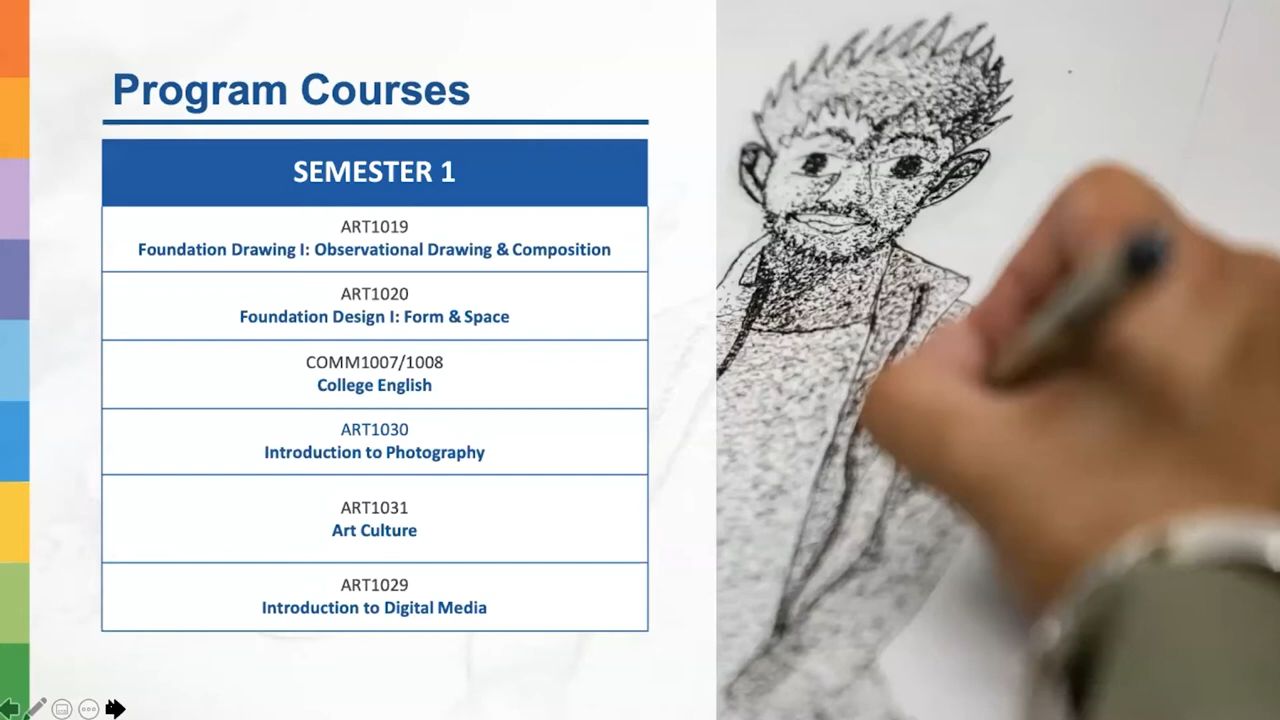 Program Courses
SEMESTER 1
ART1019
Foundation Drawing I: Observational Drawing & Composition
ART1020
Foundation Design I: Form & Space
COMM1007/1008
College English
ART1030
Introduction to Photography
ART1031
Art Culture
ART1029
Introduction to Digital Media